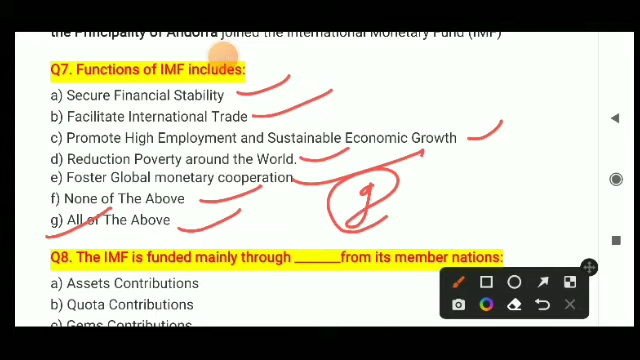 the Principality of Andorra joined the International Monetary Fund (IMF)
Q7. Functions of IMF includes:
a) Secure Financial Stability
b) Facilitate International Trade
c) Promote High Employment and Sustainable Economic Growth
d) Reduction Poverty around the World.
e) Foster Global monetary cooperation
f) None of The Above
g) All of The Above
g
Q8. The IMF is funded mainly through ______from its member nations:
a) Assets Contributions
b) Quota Contributions
c) Gems Contributions